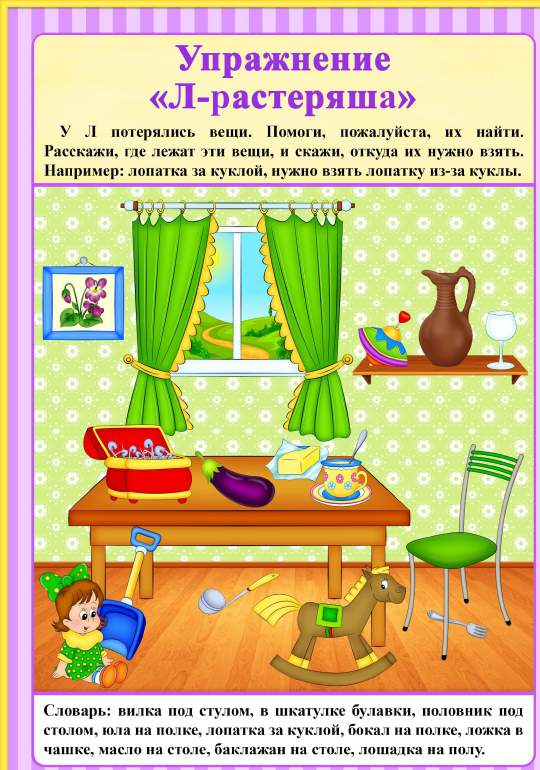 Упражнение
«Л-растеряша»
У Л потерялись вещи. Помоги, пожалуйста, их найти.
Расскажи, где лежат эти вещи, и скажи, откуда их нужно взять.
Например: лопатка за куклой, нужно взять лопатку из-за куклы.
Словарь: вилка под стулом, в шкатулке булавки, половник под
столом, юла на полке, лопатка за куклой, бокал на полке, ложка в
чашке, масло на столе, баклажан на столе, лошадка на полу.